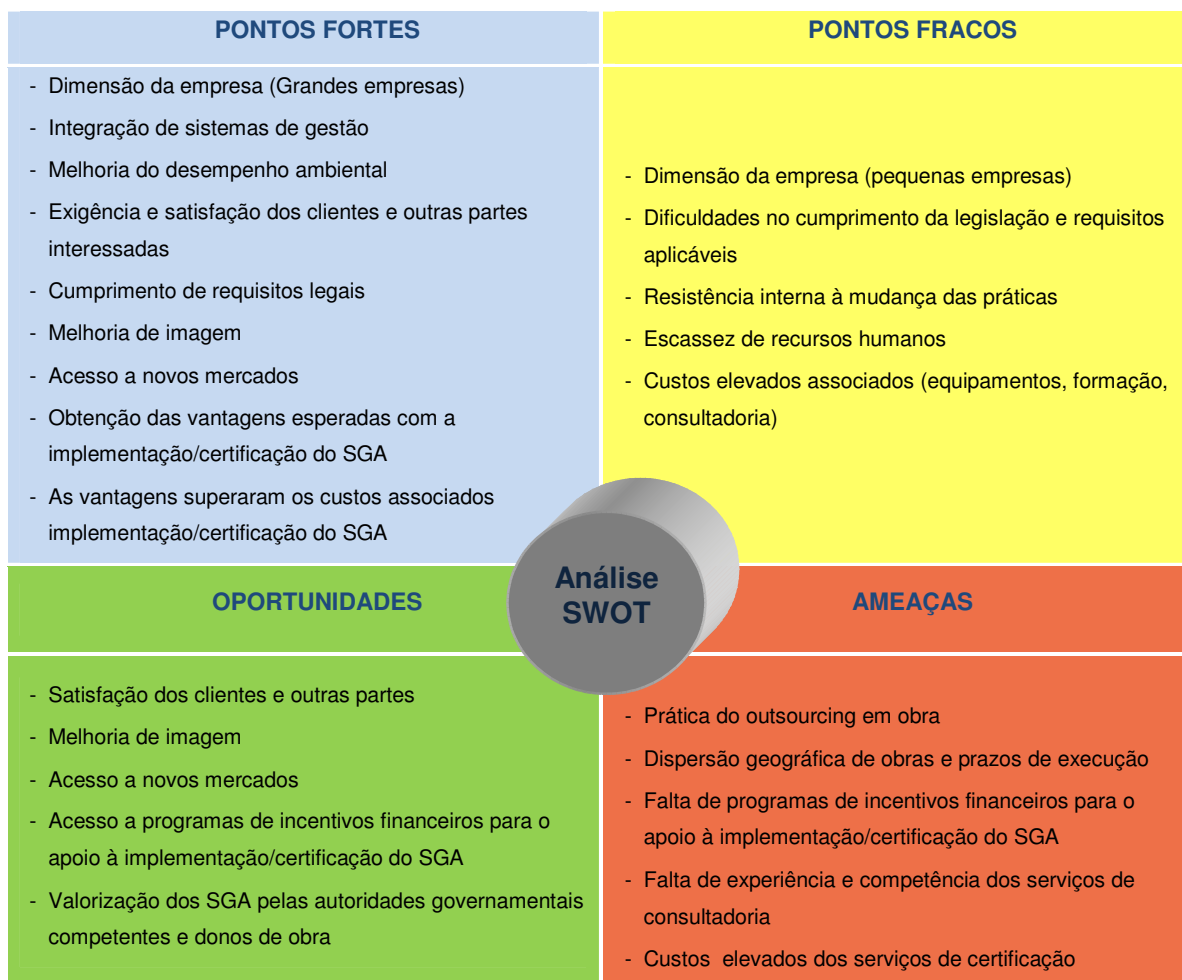 PONTOS FORTES
- Dimensão da empresa (Grandes empresas)
- Integração de sistemas de gestão
- Melhoria do desempenho ambiental
- Exigência e satisfação dos clientes e outras partes
interessadas
- Cumprimento de requisitos legais
- Melhoria de imagem
- Acesso a novos mercados
- Obtenção das vantagens esperadas com a
implementação/certificação do SGA
- As vantagens superaram os custos associados
implementação/certificação do SGA
PONTOS FRACOS
- Dimensão da empresa (pequenas empresas)
- Dificuldades no cumprimento da legislação e requisitos
aplicáveis
- Resistência interna à mudança das práticas
- Escassez de recursos humanos
- Custos elevados associados (equipamentos, formação,
consultadoria)
Análise
SWOT
OPORTUNIDADES
- Satisfação dos clientes e outras partes
- Melhoria de imagem
- Acesso a novos mercados
- Acesso a programas de incentivos financeiros para o
apoio à implementação/certificação do SGA
- Valorização dos SGA pelas autoridades governamentais
competentes e donos de obra
AMEAÇAS
- Prática do outsourcing em obra
- Dispersão geográfica de obras e prazos de execução
- Falta de programas de incentivos financeiros para o
apoio à implementação/certificação do SGA
- Falta de experiência e competência dos serviços de
consultadoria
- Custos elevados dos serviços de certificação